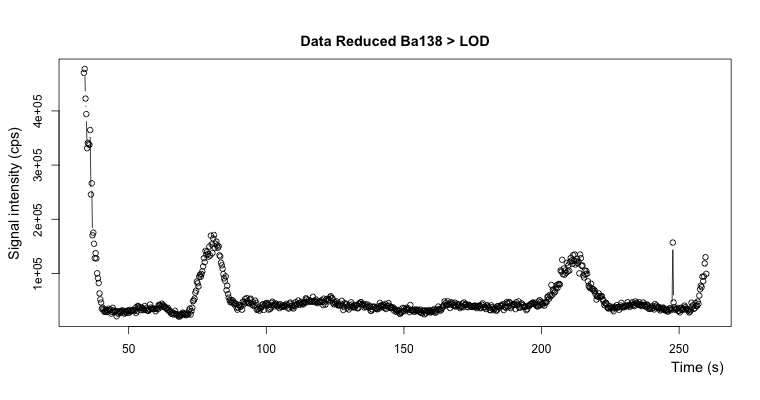 Data Reduced Ba138 > LOD
Signal intensity (cps)
4e+05
3e+05
2e+05
1e+05
50 100 150 200 250
Time (s)